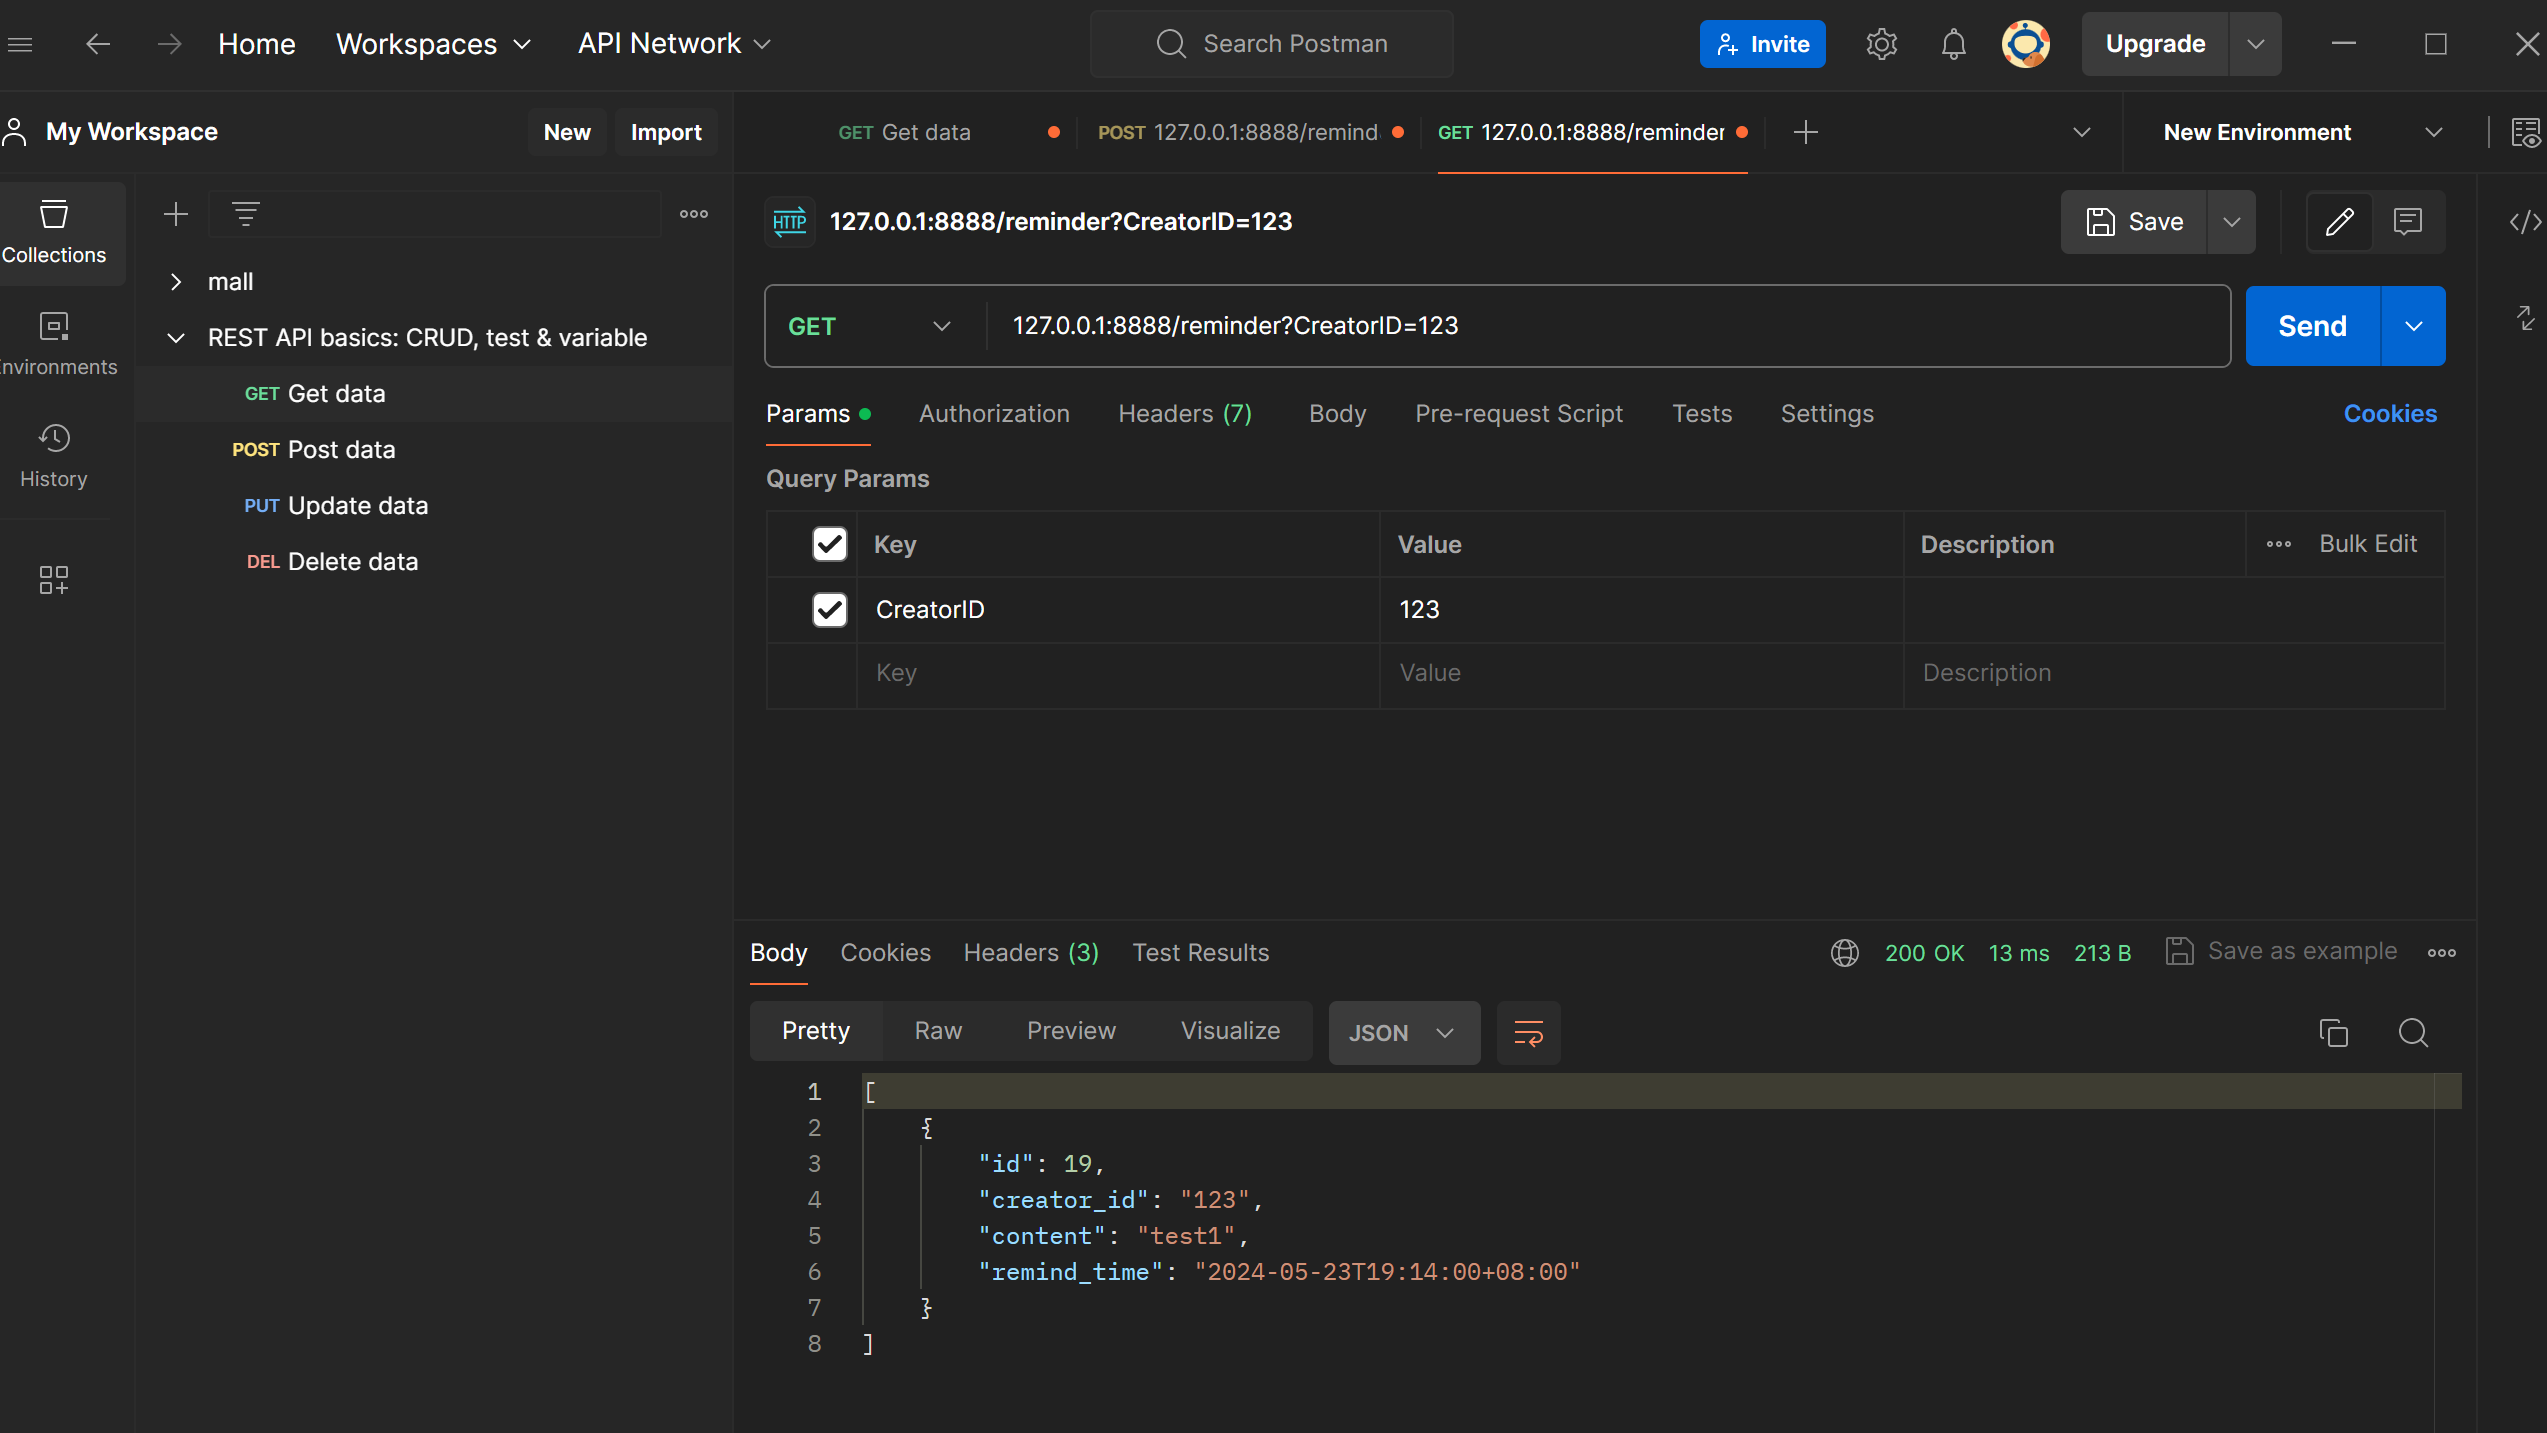 Home Workspaces API Network Search Postman Invite Upgrade
My Workspace New Import GET Get data POST 127.0.0.1:8888/remind GET 127.0.0.1:8888/reminder New Environment
Collections
Environments
History
mall
REST API basics: CRUD, test & variable
GET Get data
POST Post data
PUT Update data
DEL Delete data
HTTP 127.0.0.1:8888/reminder?CreatorID=123 Save
GET 127.0.0.1:8888/reminder?CreatorID=123 Send
Params Authorization Headers (7) Body Pre-request Script Tests Settings Cookies
Query Params
Key Value Description Bulk Edit
CreatorID 123
Key Value Description
Body Cookies Headers (3) Test Results 200 OK 13 ms 213 B Save as example
Pretty Raw Preview Visualize JSON
1 [
2 {
3 "id": 19,
4 "creator_id": "123",
5 "content": "test1",
6 "remind_time": "2024-05-23T19:14:00+08:00"
7 }
8 ]